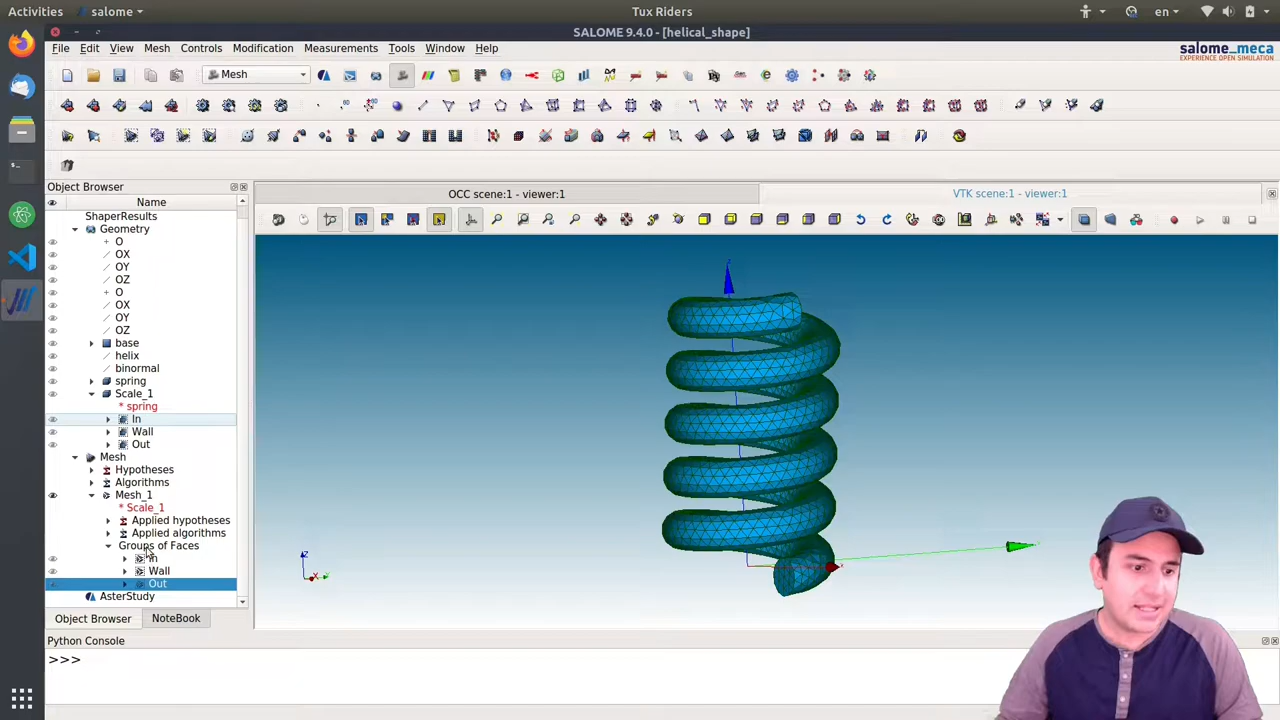 Activities
salome
Tux Riders
en
SALOME 9.4.0 - [helical_shape]
File Edit View Mesh Controls Modification Measurements Tools Window Help
salome_meca
EXPERIENCE OPEN SIMULATION
Mesh
Object Browser
OCC scene:1 - viewer:1
VTK scene:1 - viewer:1
Name
ShaperResults
Geometry
O
OX
OY
OZ
O
OX
OY
OZ
base
helix
binormal
spring
Scale_1
* spring
In
Wall
Out
Mesh
Hypotheses
Algorithms
Mesh_1
* Scale_1
Applied hypotheses
Applied algorithms
Groups of Faces
In
Wall
Out
AsterStudy
Object Browser
NoteBook
Python Console
>>>